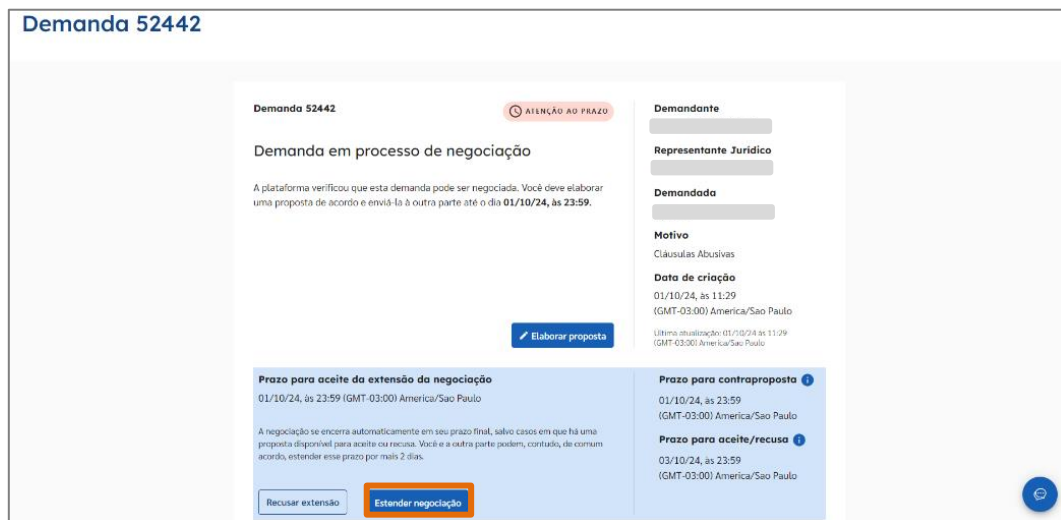 Demanda 52442
Demanda 52442
ATENÇÃO AO PRAZO
Demanda em processo de negociação
A plataforma verificou que esta demanda pode ser negociada. Você deve elaborar
uma proposta de acordo e enviá-la à outra parte até o dia 01/10/24, às 23:59.
Elaborar proposta
Demandante
Representante Jurídico
Demandada
Motivo
Cláusulas Abusivas
Data de criação
01/10/24, às 11:29
(GMT-03:00) America/Sao Paulo
Última atualização: 01/10/24 às 11:29
(GMT-03:00) America/Sao Paulo
Prazo para aceite da extensão da negociação
01/10/24, às 23:59 (GMT-03:00) America/Sao Paulo
A negociação se encerra automaticamente em seu prazo final, salvo casos em que há uma
proposta disponível para aceite ou recusa. Você e a outra parte podem, contudo, de comum
acordo, estender esse prazo por mais 2 dias.
Recusar extensão
Estender negociação
Prazo para contraproposta
01/10/24, às 23:59
(GMT-03:00) America/Sao Paulo
Prazo para aceite/recusa
03/10/24, às 23:59
(GMT-03:00) America/Sao Paulo